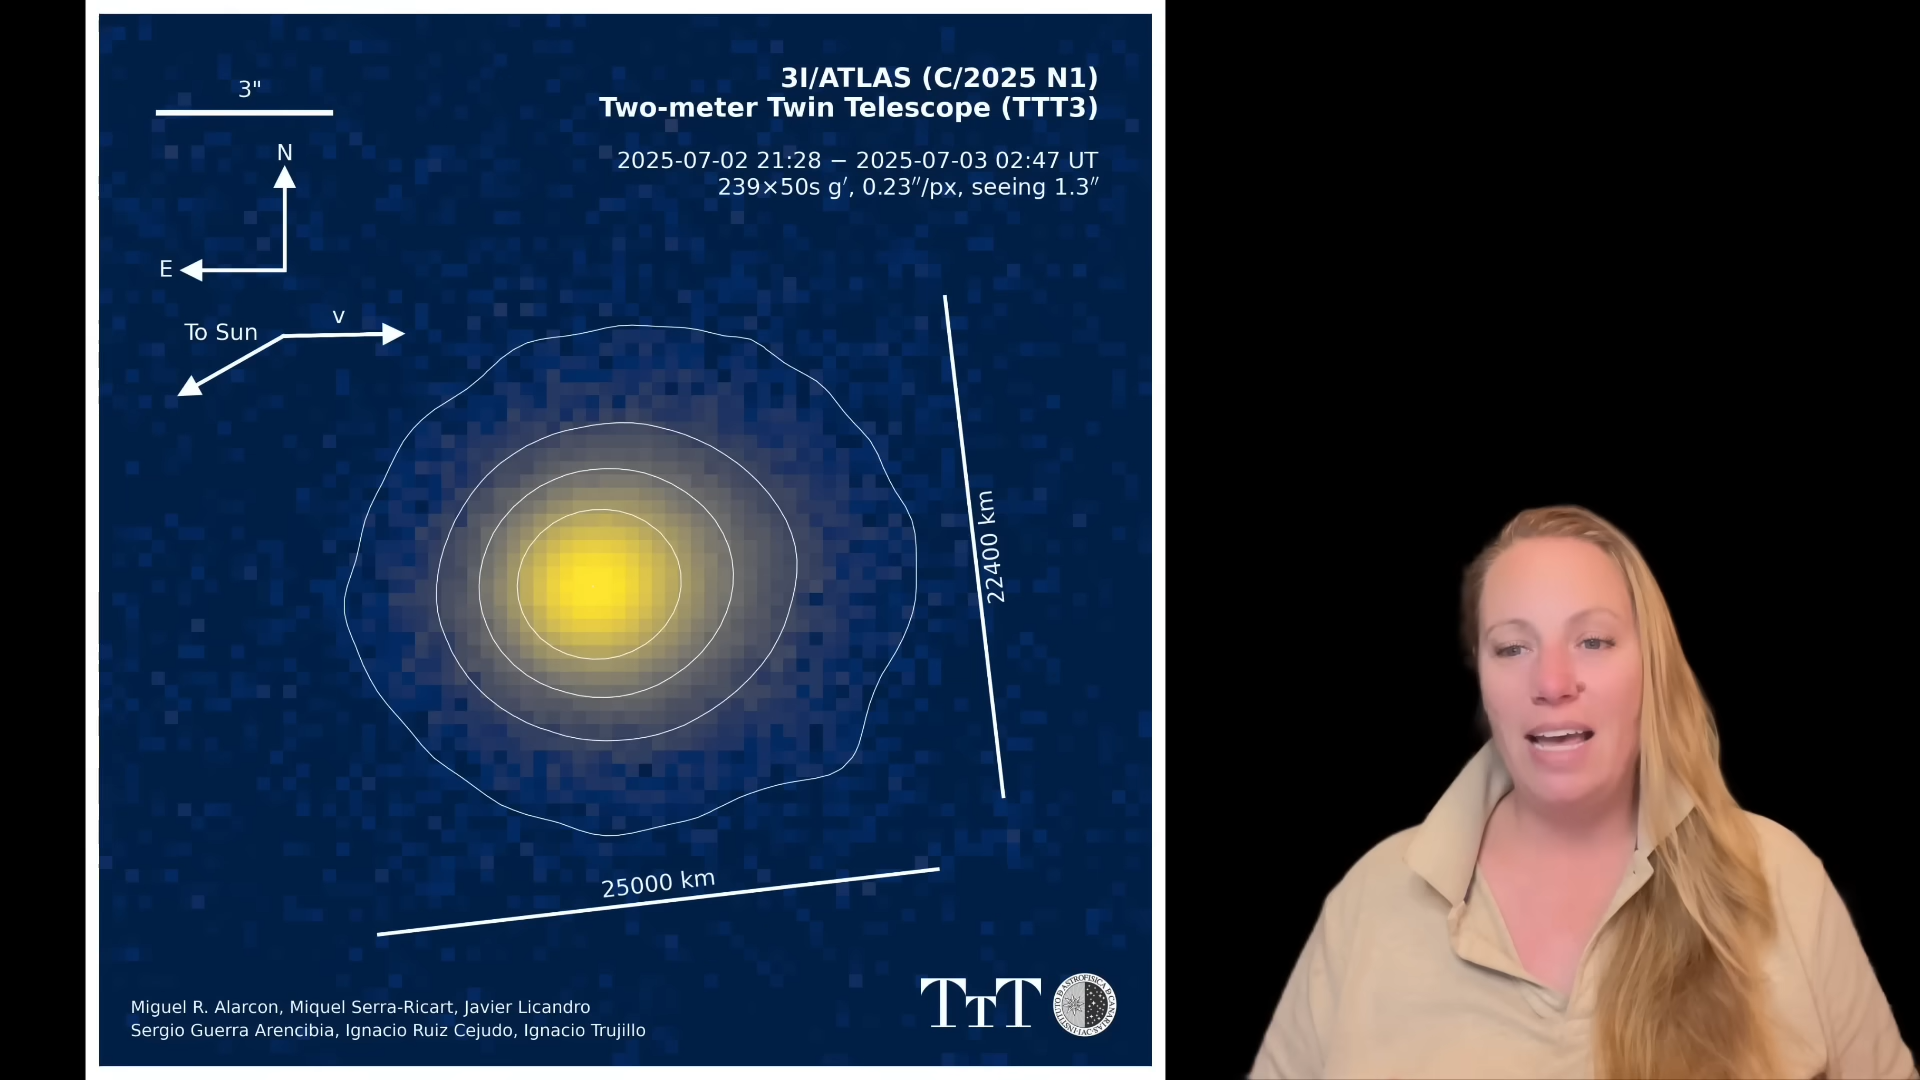 3"
3I/ATLAS (C/2025 N1)
Two-meter Twin Telescope (TTT3)
N
2025-07-02 21:28 − 2025-07-03 02:47 UT
239×50s g′, 0.23″/px, seeing 1.3″
E
To Sun
v
22400 km
25000 km
Miguel R. Alarcon, Miquel Serra-Ricart, Javier Licandro
Sergio Guerra Arencibia, Ignacio Ruiz Cejudo, Ignacio Trujillo
TTT